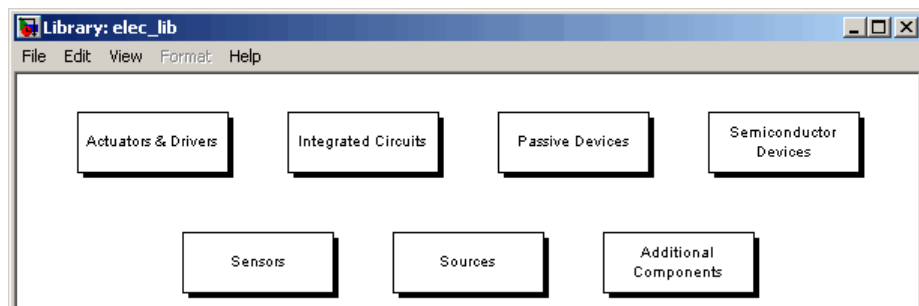 Library: elec_lib
File Edit View Format Help
Actuators & Drivers
Integrated Circuits
Passive Devices
Semiconductor
Devices
Sensors
Sources
Additional
Components